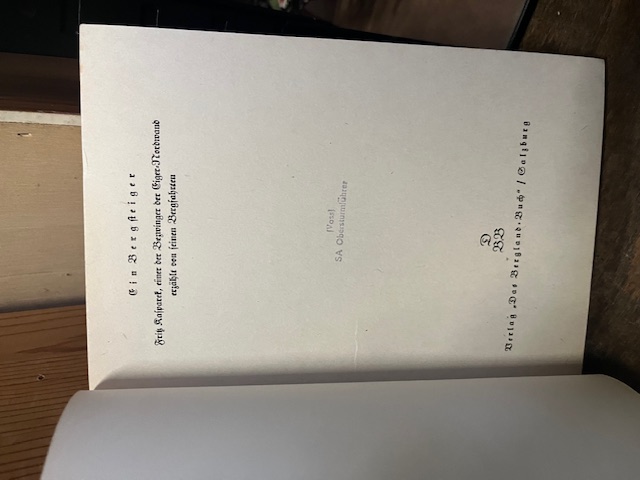 Ein Bergsteiger
Fritz Kasparek, einer der Bezwinger der Eiger-Nordwand
erzählt von seinen Bergfahrten
SA Obersturmführer
D
BB
Verlag „Das Bergland-Buch“ / Salzburg